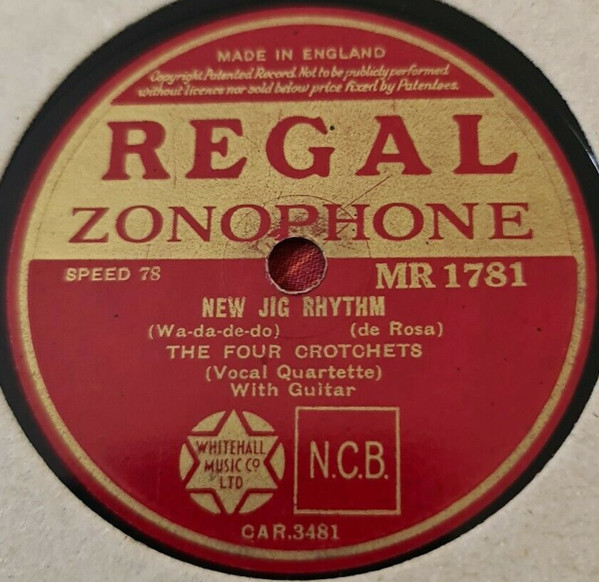 MADE IN ENGLAND
Copyright Patented Record. Not to be publicly performed
without licence nor sold below price fixed by Patentees.
REGAL
ZONOPHONE
SPEED 78 MR 1781
NEW JIG RHYTHM
(Wa-da-de-do) (de Rosa)
THE FOUR CROTCHETS
(Vocal Quartette)
With Guitar
WHITEHALL
MUSIC Co
LTD
N.C.B.
CAR.3481